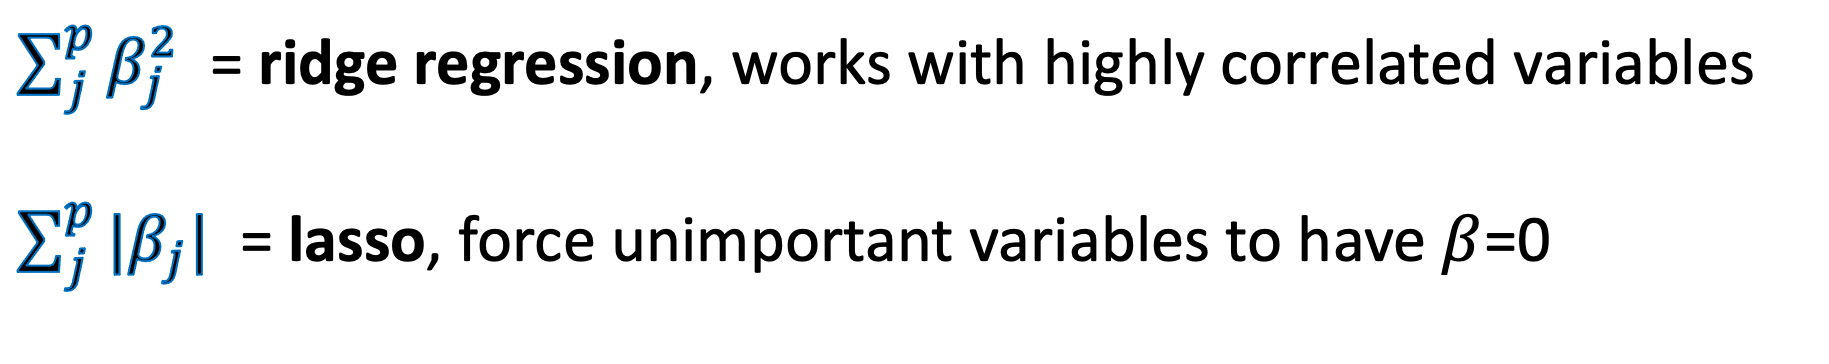 ∑ⱼᵖ βⱼ² = ridge regression, works with highly correlated variables
∑ⱼᵖ |βⱼ| = lasso, force unimportant variables to have β=0